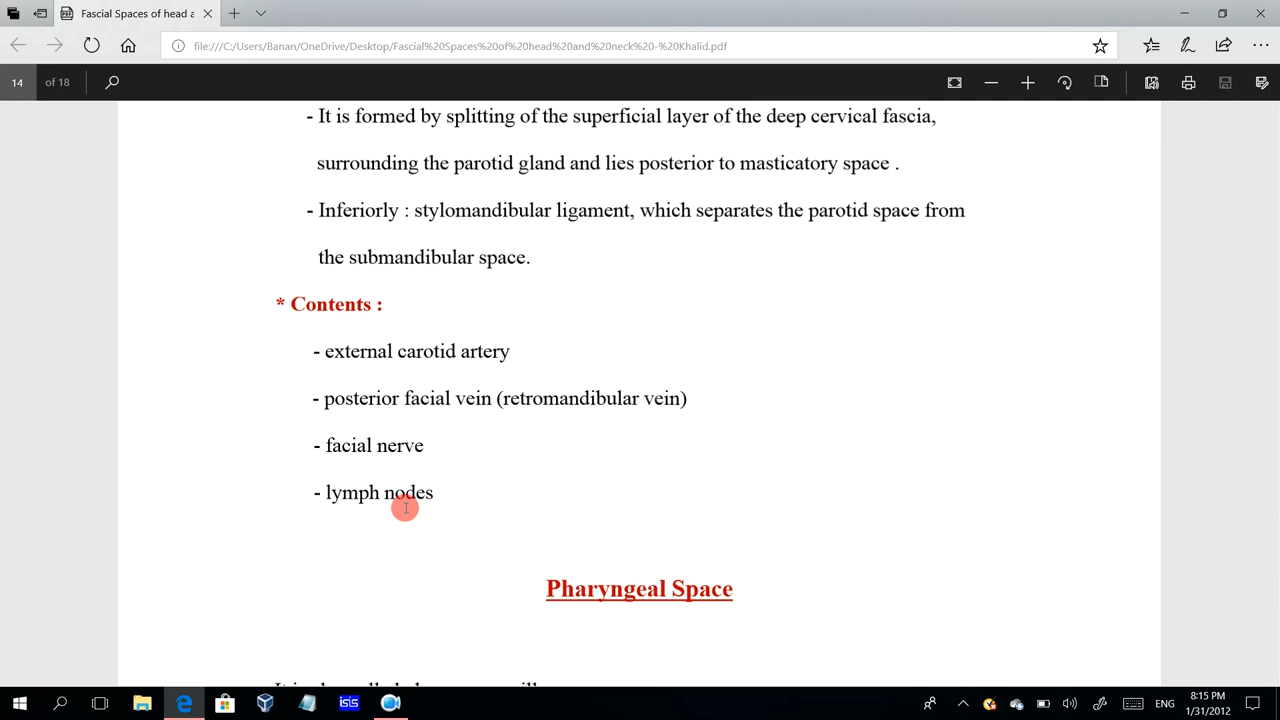 Fascial Spaces of head a
file:///C:/Users/Banan/OneDrive/Desktop/Fascial%20Spaces%20of%20head%20and%20neck%20-%20Khalid.pdf
14 of 18
- It is formed by splitting of the superficial layer of the deep cervical fascia,
surrounding the parotid gland and lies posterior to masticatory space .
- Inferiorly : stylomandibular ligament, which separates the parotid space from
the submandibular space.
* Contents :
- external carotid artery
- posterior facial vein (retromandibular vein)
- facial nerve
- lymph nodes
Pharyngeal Space
isis
ENG
8:15 PM
1/31/2012